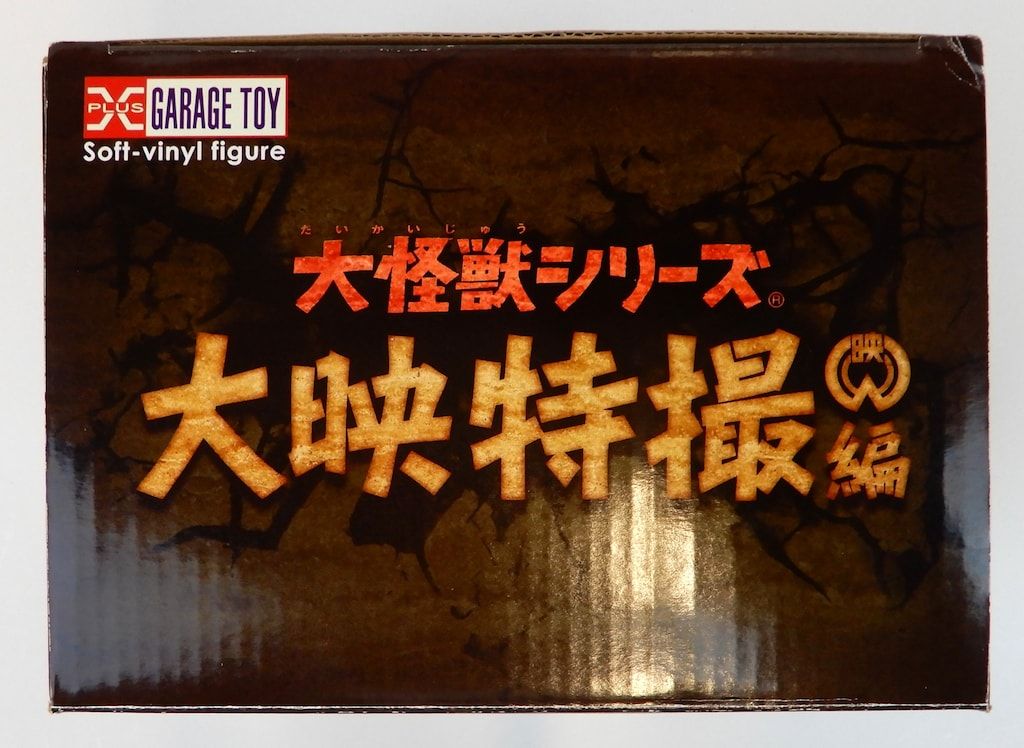 X PLUS GARAGE TOY
Soft-vinyl figure
たいかいじゅう
大怪獣シリーズ®
大映特撮 映
編